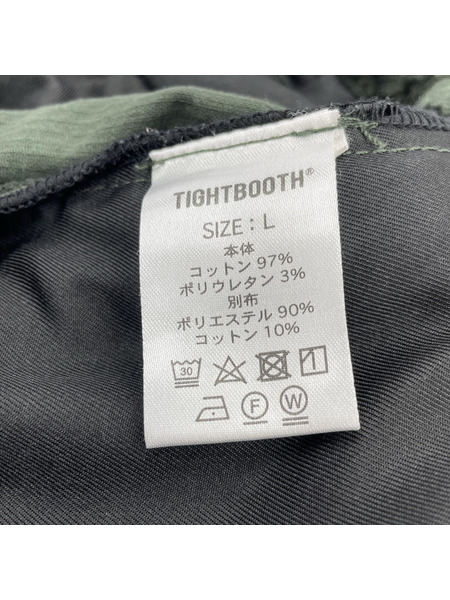 TIGHTBOOTH®
SIZE : L
本体
コットン 97%
ポリウレタン 3%
別布
ポリエステル 90%
コットン 10%
30
F W